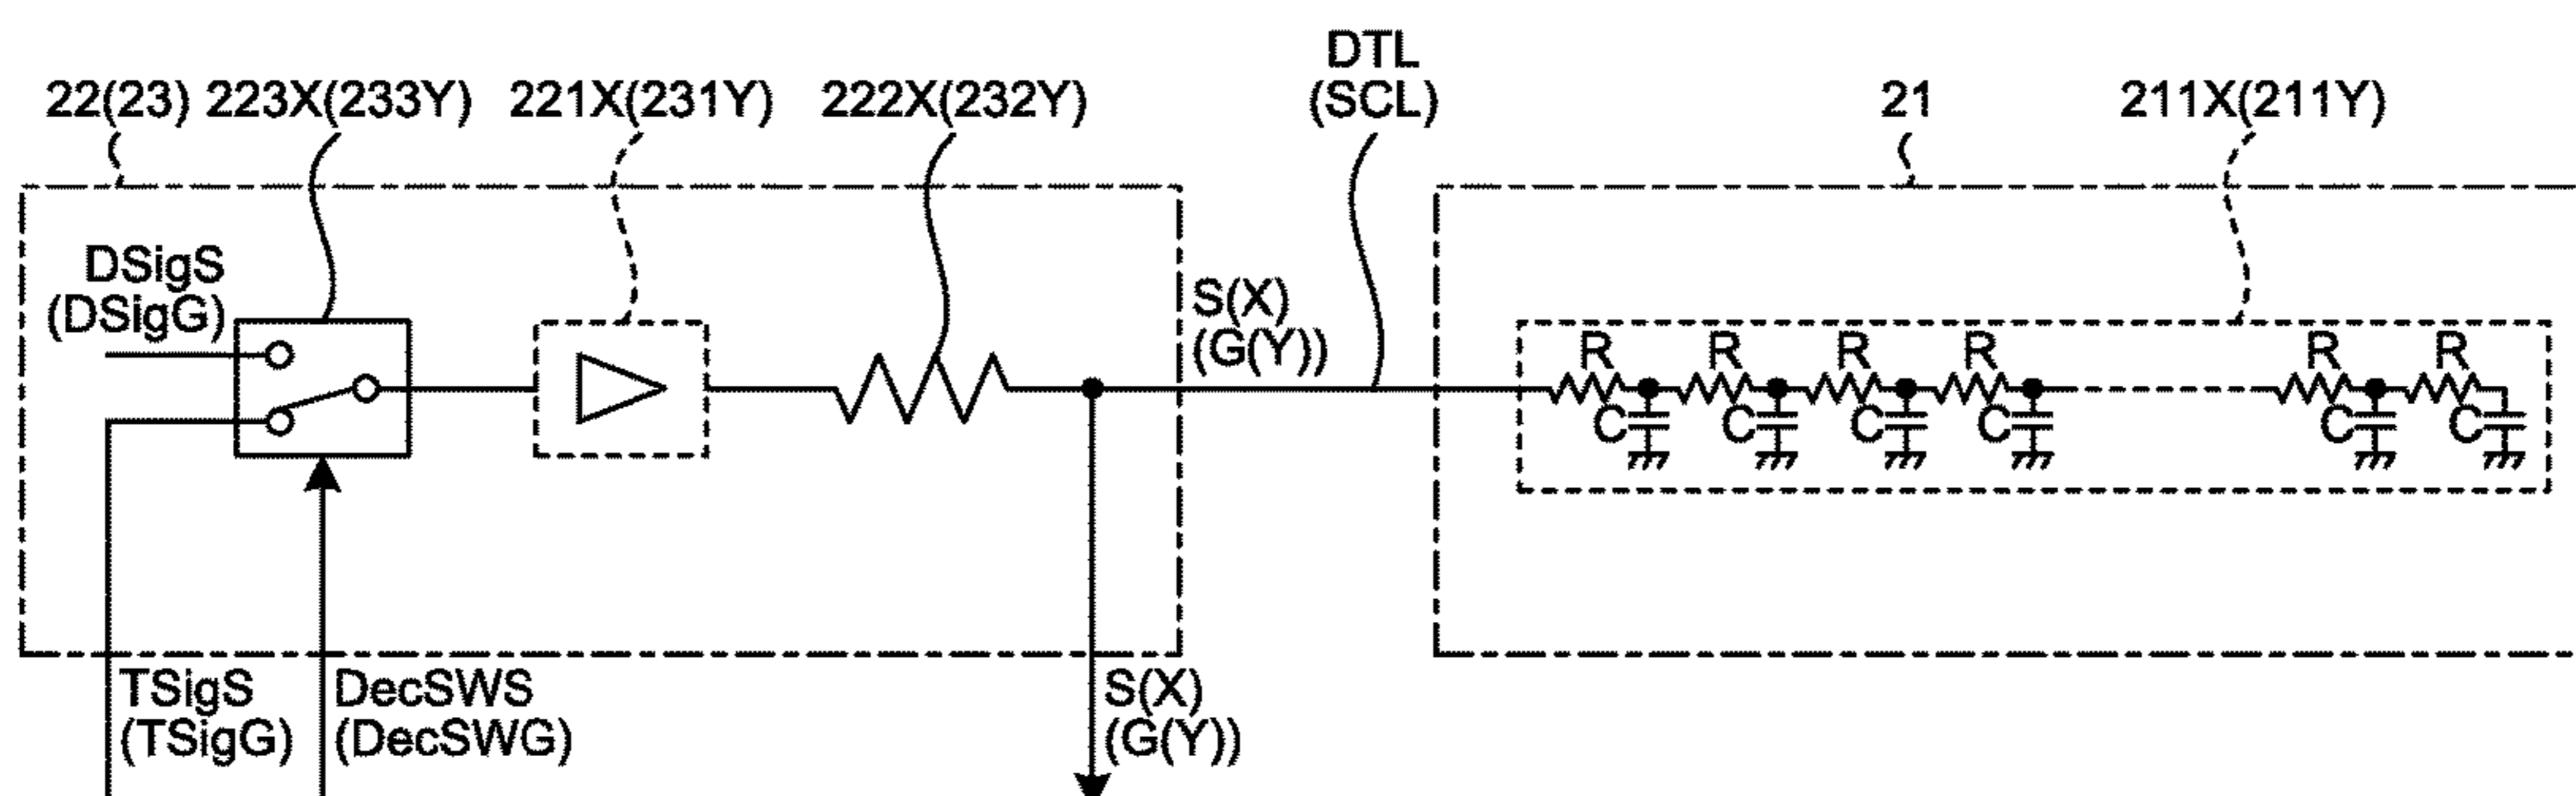 DTL
(SCL)
22(23) 223X(233Y) 221X(231Y) 222X(232Y) 21 211X(211Y)
DSigS
(DSigG)
S(X)
(G(Y))
R R R R R R
C C C C C C
TSigS
(TSigG)
DecSWS
(DecSWG)
S(X)
(G(Y))